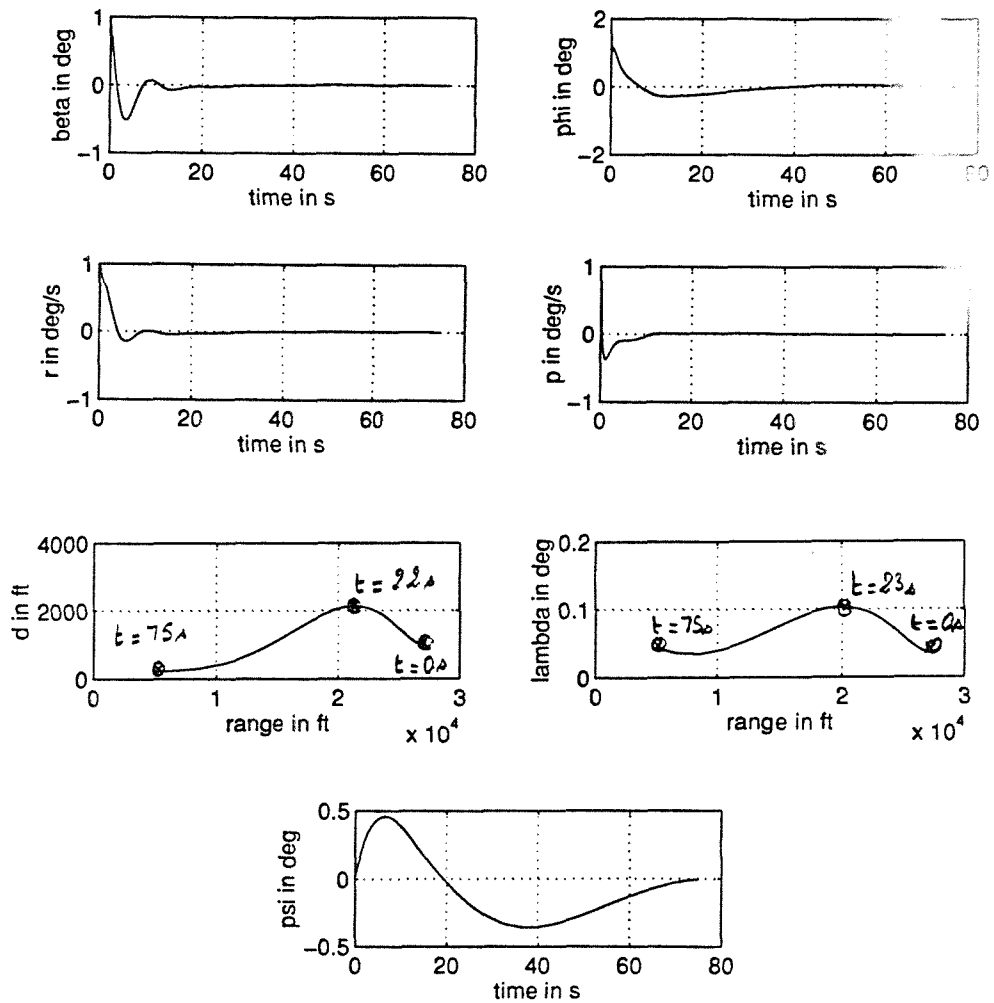 beta in deg
1
0
−1
0 20 40 60 80
time in s
phi in deg
2
0
−2
0 20 40 60 80
time in s
r in deg/s
1
0
−1
0 20 40 60 80
time in s
p in deg/s
1
0
−1
0 20 40 60 80
time in s
d in ft
4000
2000
0
t=75s
t=22s
t=0s
0 1 2 3
range in ft
x 10^4
lambda in deg
0.2
0.1
0
t=75s
t=23s
t=0s
0 1 2 3
range in ft
x 10^4
psi in deg
0.5
0
−0.5
0 20 40 60 80
time in s